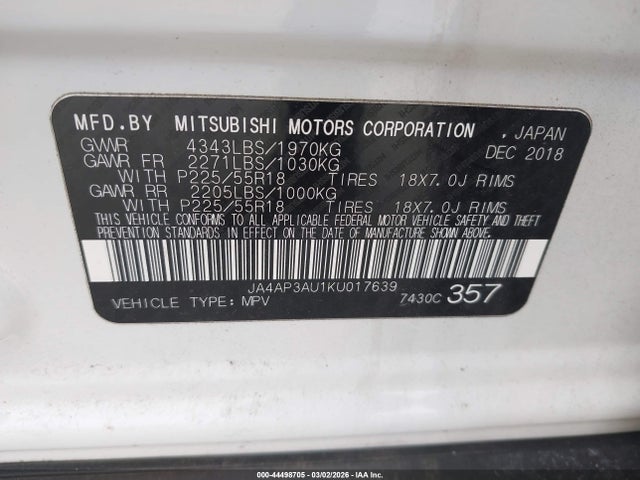 MFD.BY MITSUBISHI MOTORS CORPORATION , JAPAN
GVWR 4343LBS/1970KG DEC 2018
GAWR FR 2271LBS/1030KG
WITH P225/55R18 TIRES 18X7.0J RIMS
GAWR RR 2205LBS/1000KG
WITH P225/55R18 TIRES 18X7.0J RIMS
THIS VEHICLE CONFORMS TO ALL APPLICABLE FEDERAL MOTOR VEHICLE SAFETY AND THEFT
PREVENTION STANDARDS IN EFFECT ON THE DATE OF MANUFACTURE SHOWN ABOVE.
JA4AP3AU1KU017639
VEHICLE TYPE: MPV 7430C 357
000-44498705 - 03/02/2026 - IAA Inc.